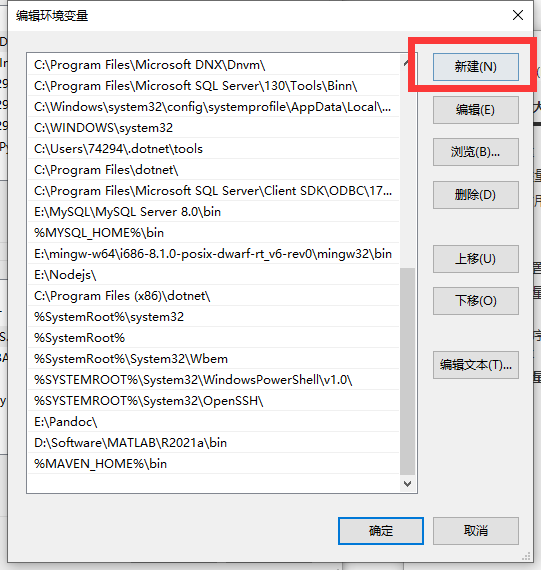 编辑环境变量
C:\Program Files\Microsoft DNX\Dnvm\
C:\Program Files\Microsoft SQL Server\130\Tools\Binn\
C:\Windows\system32\config\systemprofile\AppData\Local\...
C:\WINDOWS\system32
C:\Users\74294\.dotnet\tools
C:\Program Files\dotnet\
C:\Program Files\Microsoft SQL Server\Client SDK\ODBC\17...
E:\MySQL\MySQL Server 8.0\bin
%MYSQL_HOME%\bin
E:\mingw-w64\i686-8.1.0-posix-dwarf-rt_v6-rev0\mingw32\bin
E:\Nodejs\
C:\Program Files (x86)\dotnet\
%SystemRoot%\system32
%SystemRoot%
%SystemRoot%\System32\Wbem
%SYSTEMROOT%\System32\WindowsPowerShell\v1.0\
%SYSTEMROOT%\System32\OpenSSH\
E:\Pandoc\
D:\Software\MATLAB\R2021a\bin
%MAVEN_HOME%\bin
新建(N)
编辑(E)
浏览(B)...
删除(D)
上移(U)
下移(O)
编辑文本(T)...
确定
取消